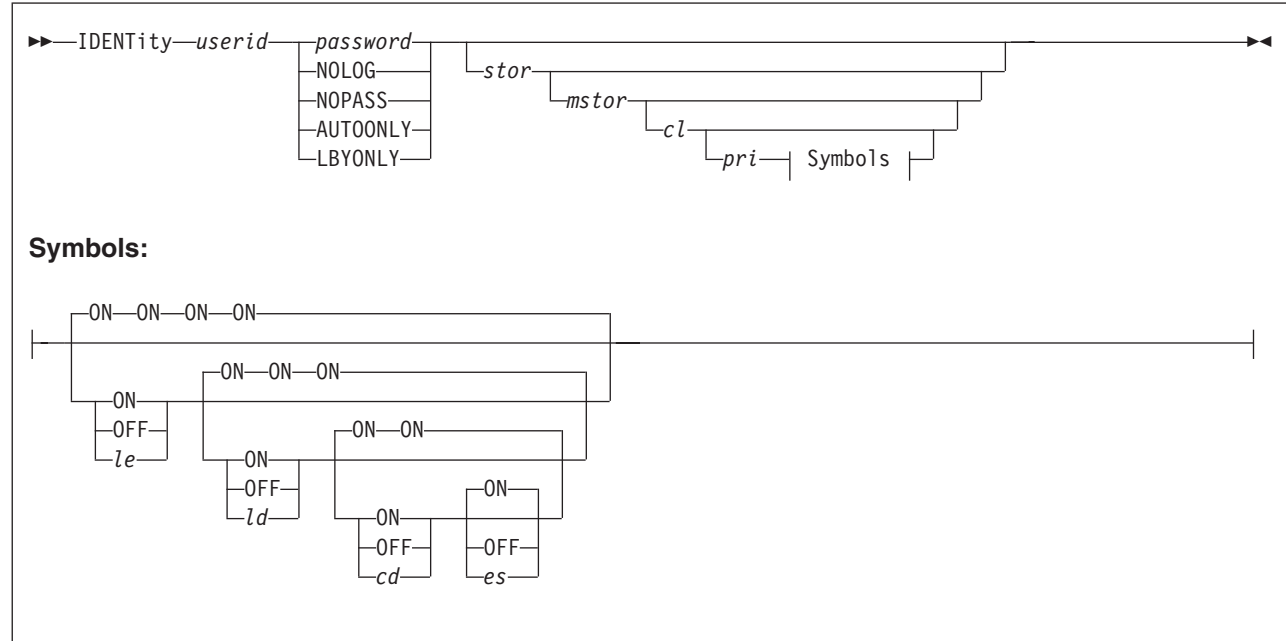 IDENTity userid password
NOLOG
NOPASS
AUTOONLY
LBYONLY
stor
mstor
cl
pri Symbols
Symbols:
ON ON ON ON
ON
OFF
le
ON ON ON
ON
OFF
ld
ON ON
ON
OFF
cd
ON
OFF
es